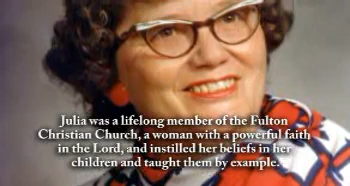 Julia was a lifelong member of the Fulton
Christian Church, a woman with a powerful faith
in the Lord, and instilled her beliefs in her
children and taught them by example.